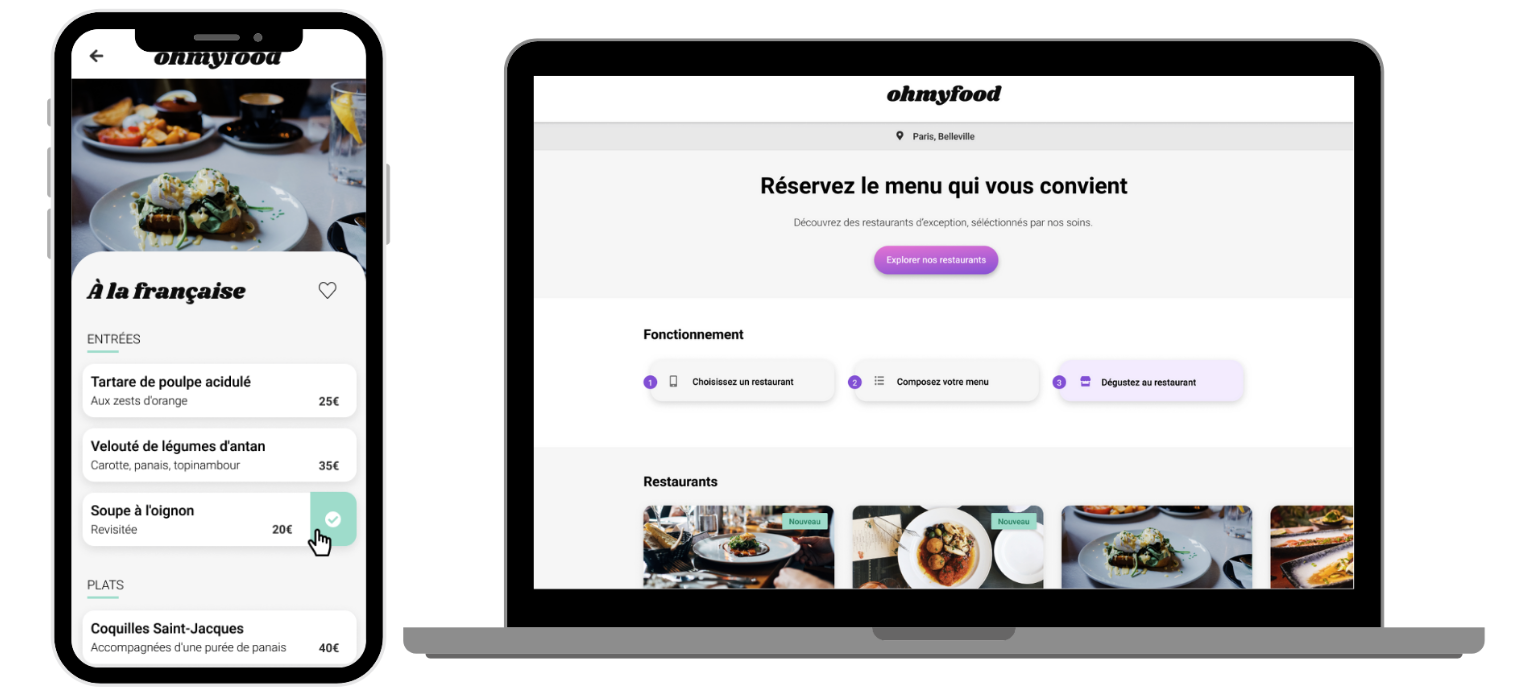 ohmyfood
À la française
ENTRÉES
Tartare de poulpe acidulé
Aux zests d'orange 25€
Velouté de légumes d'antan
Carotte, panais, topinambour 35€
Soupe à l'oignon
Revisitée 20€
PLATS
Coquilles Saint-Jacques
Accompagnées d'une purée de panais 40€
ohmyfood
Paris, Belleville
Réservez le menu qui vous convient
Découvrez des restaurants d'exception, séléctionnés par nos soins.
Explorer nos restaurants
Fonctionnement
1 Choisissez un restaurant
2 Composez votre menu
3 Dégustez au restaurant
Restaurants
Nouveau
Nouveau